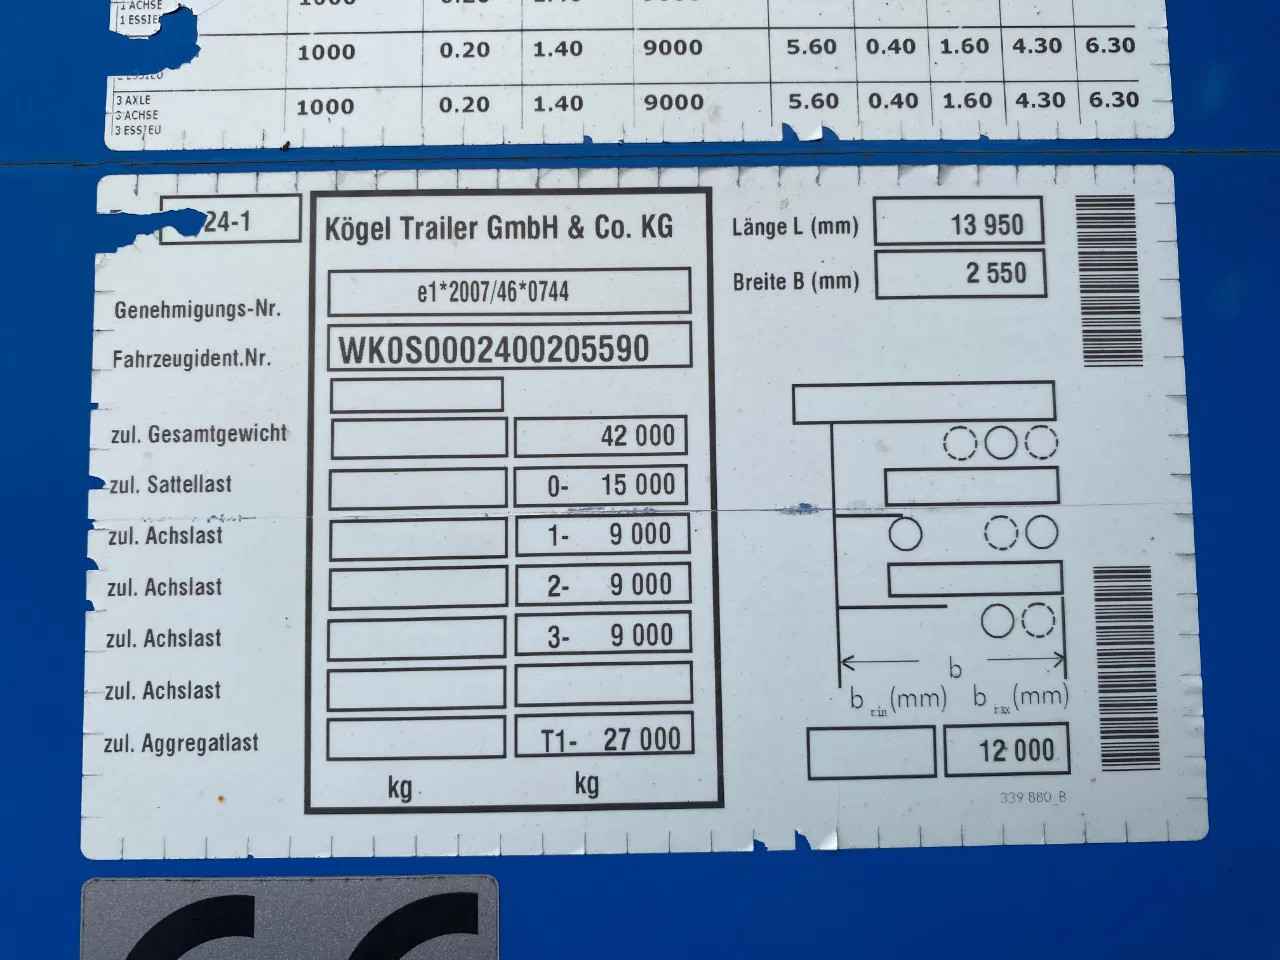 1 ACHSE
1 ESSIEU
1000 0.20 1.40 9000 5.60 0.40 1.60 4.30 6.30
3 AXLE
3 ACHSE
3 ESSIEU
1000 0.20 1.40 9000 5.60 0.40 1.60 4.30 6.30
24-1
Kögel Trailer GmbH & Co. KG
Länge L (mm) 13 950
Breite B (mm) 2 550
Genehmigungs-Nr. e1*2007/46*0744
Fahrzeugident.Nr. WK0S0002400205590
zul. Gesamtgewicht 42 000
zul. Sattellast 0- 15 000
zul. Achslast 1- 9 000
zul. Achslast 2- 9 000
zul. Achslast 3- 9 000
zul. Achslast
zul. Aggregatlast T1- 27 000
kg kg
b
b min (mm) b max (mm)
12 000
339 880_B
CE